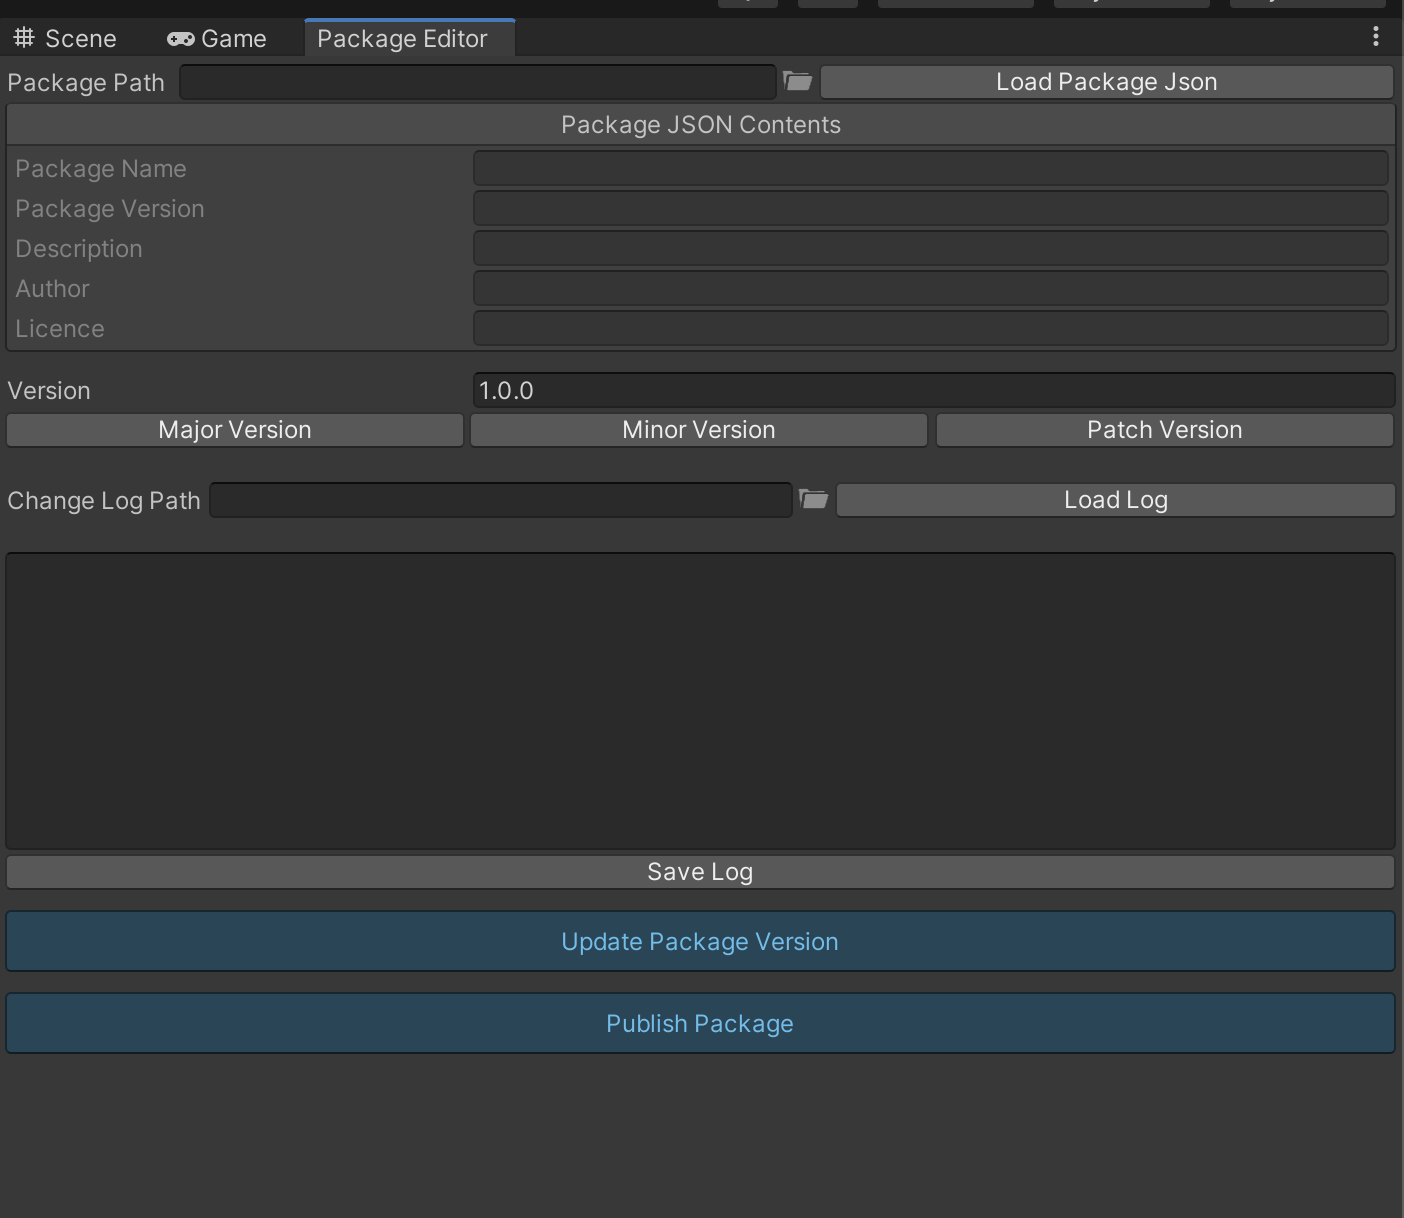 Scene Game Package Editor
Package Path Load Package Json
Package JSON Contents
Package Name
Package Version
Description
Author
Licence
Version 1.0.0
Major Version Minor Version Patch Version
Change Log Path Load Log
Save Log
Update Package Version
Publish Package